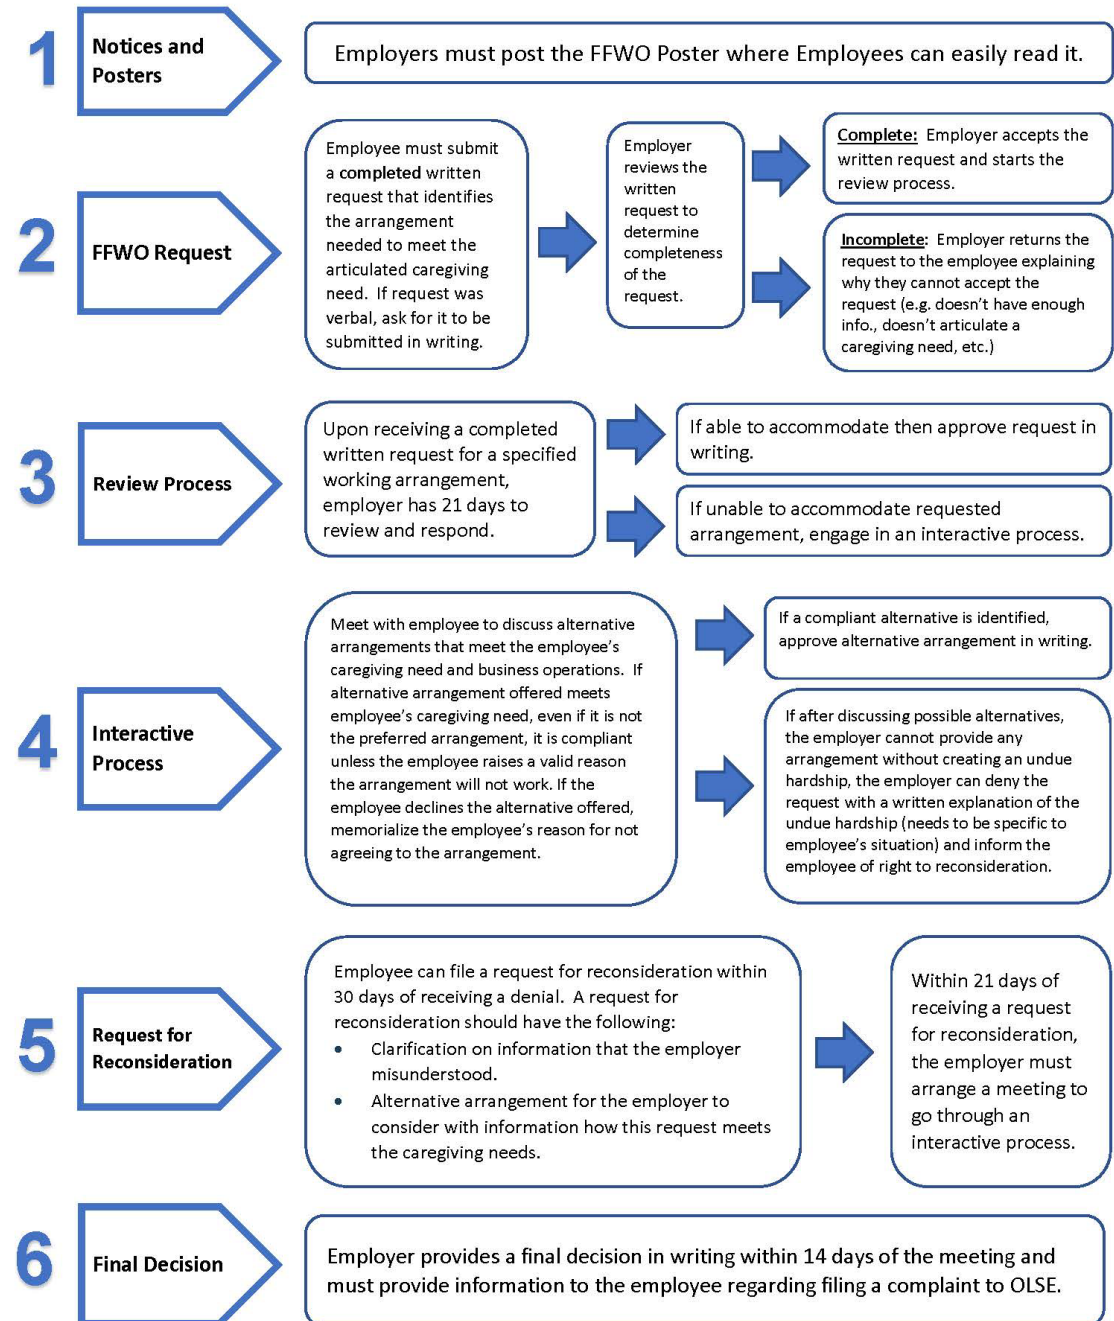 1
Notices and
Posters
Employers must post the FFWO Poster where Employees can easily read it.
2
FFWO Request
Employee must submit
a completed written
request that identifies
the arrangement
needed to meet the
articulated caregiving
need.  If request was
verbal, ask for it to be
submitted in writing.
Employer
reviews the
written
request to
determine
completeness
of the
request.
Complete:  Employer accepts the
written request and starts the
review process.
Incomplete:  Employer returns the
request to the employee explaining
why they cannot accept the
request (e.g. doesn't have enough
info., doesn't articulate a
caregiving need, etc.)
3
Review Process
Upon receiving a completed
written request for a specified
working arrangement,
employer has 21 days to
review and respond.
If able to accommodate then approve request in
writing.
If unable to accommodate requested
arrangement, engage in an interactive process.
4
Interactive
Process
Meet with employee to discuss alternative
arrangements that meet the employee's
caregiving need and business operations.  If
alternative arrangement offered meets
employee's caregiving need, even if it is not
the preferred arrangement, it is compliant
unless the employee raises a valid reason
the arrangement will not work. If the
employee declines the alternative offered,
memorialize the employee's reason for not
agreeing to the arrangement.
If a compliant alternative is identified,
approve alternative arrangement in writing.
If after discussing possible alternatives,
the employer cannot provide any
arrangement without creating an undue
hardship, the employer can deny the
request with a written explanation of the
undue hardship (needs to be specific to
employee's situation) and inform the
employee of right to reconsideration.
5
Request for
Reconsideration
Employee can file a request for reconsideration within
30 days of receiving a denial.  A request for
reconsideration should have the following:
• Clarification on information that the employer
misunderstood.
• Alternative arrangement for the employer to
consider with information how this request meets
the caregiving needs.
Within 21 days of
receiving a request
for reconsideration,
the employer must
arrange a meeting to
go through an
interactive process.
6
Final Decision
Employer provides a final decision in writing within 14 days of the meeting and
must provide information to the employee regarding filing a complaint to OLSE.